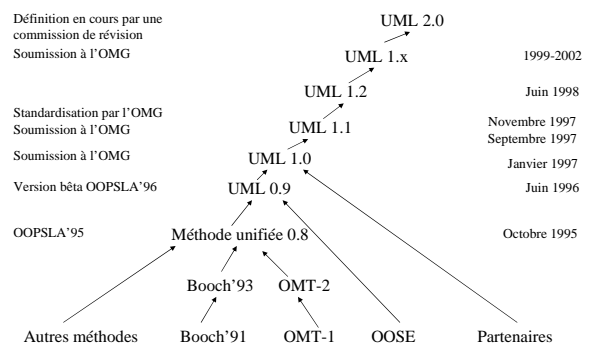 Définition en cours par une
commission de révision
UML 2.0
Soumission à l'OMG
UML 1.x
1999-2002
UML 1.2
Juin 1998
Standardisation par l'OMG
Soumission à l'OMG
UML 1.1
Novembre 1997
Septembre 1997
Soumission à l'OMG
UML 1.0
Janvier 1997
Version bêta OOPSLA'96
UML 0.9
Juin 1996
OOPSLA'95
Méthode unifiée 0.8
Octobre 1995
Booch'93
OMT-2
Autres méthodes
Booch'91
OMT-1
OOSE
Partenaires